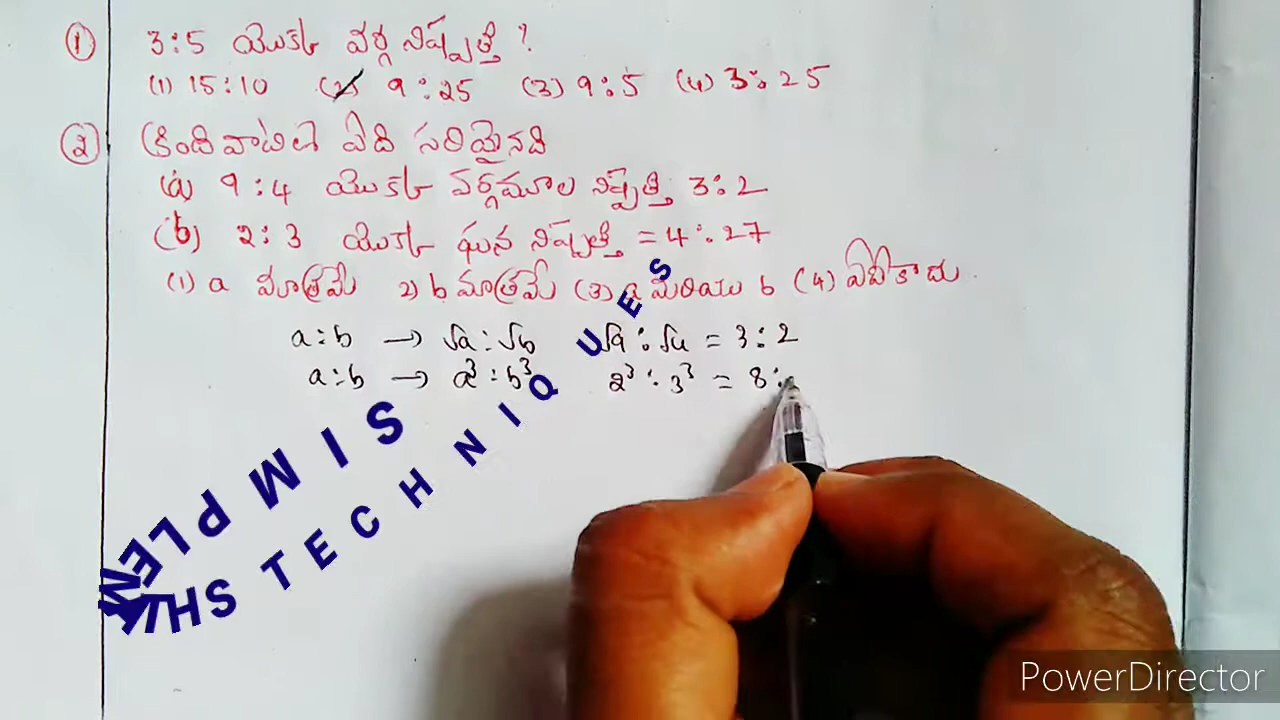 ① 3:5 యొక్క వర్గ నిష్పత్తి ?
(1) 15:10 (2) 9:25 (3) 9:5 (4) 3:25
② క్రిందివాటిలో ఏది సరియైనది
(a) 9:4 యొక్క వర్గమూల నిష్పత్తి 3:2
(b) 2:3 యొక్క ఘన నిష్పత్తి = 4:27
(1) a మాత్రమే 2) b మాత్రమే (3) a మరియు b (4) ఏదీకాదు
a:b → √a:√b √9:√4 = 3:2
a:b → a³:b³ 2³:3³ = 8:
SIMPLE
MATHS TECHNIQUES
PowerDirector